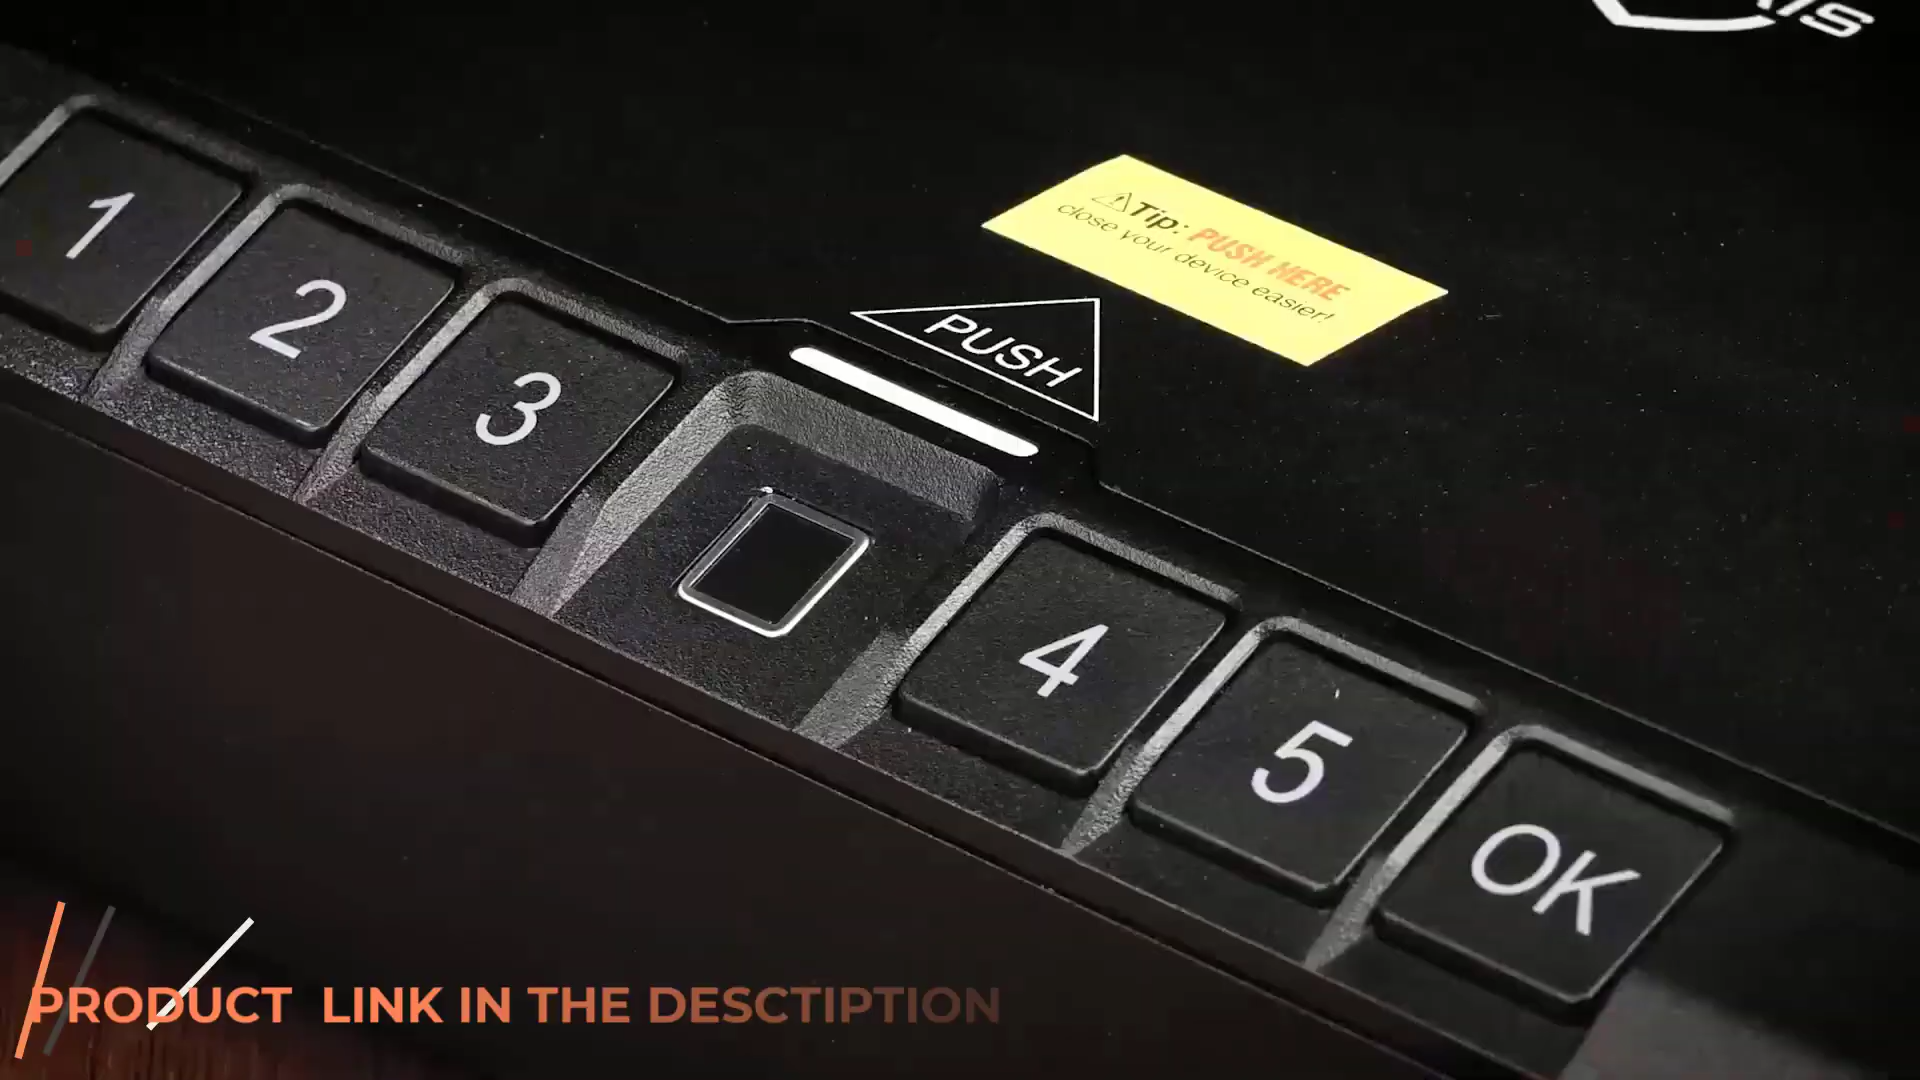 ⚠Tip: PUSH HERE
close your device easier!
PUSH
1
2
3
4
5
OK
PRODUCT LINK IN THE DESCTIPTION